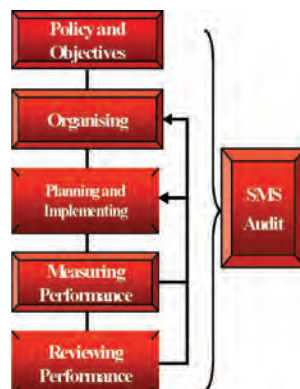 Policy and
Objectives
Organising
Planning and
Implementing
Measuring
Performance
Reviewing
Performance
SMS
Audit